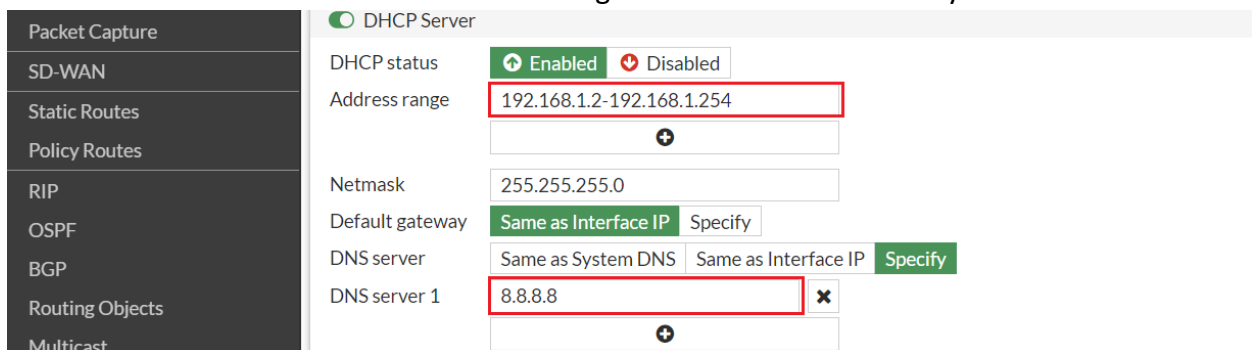 Packet Capture
SD-WAN
Static Routes
Policy Routes
RIP
OSPF
BGP
Routing Objects
Multicast
DHCP Server
DHCP status Enabled Disabled
Address range 192.168.1.2-192.168.1.254
Netmask 255.255.255.0
Default gateway Same as Interface IP Specify
DNS server Same as System DNS Same as Interface IP Specify
DNS server 1 8.8.8.8